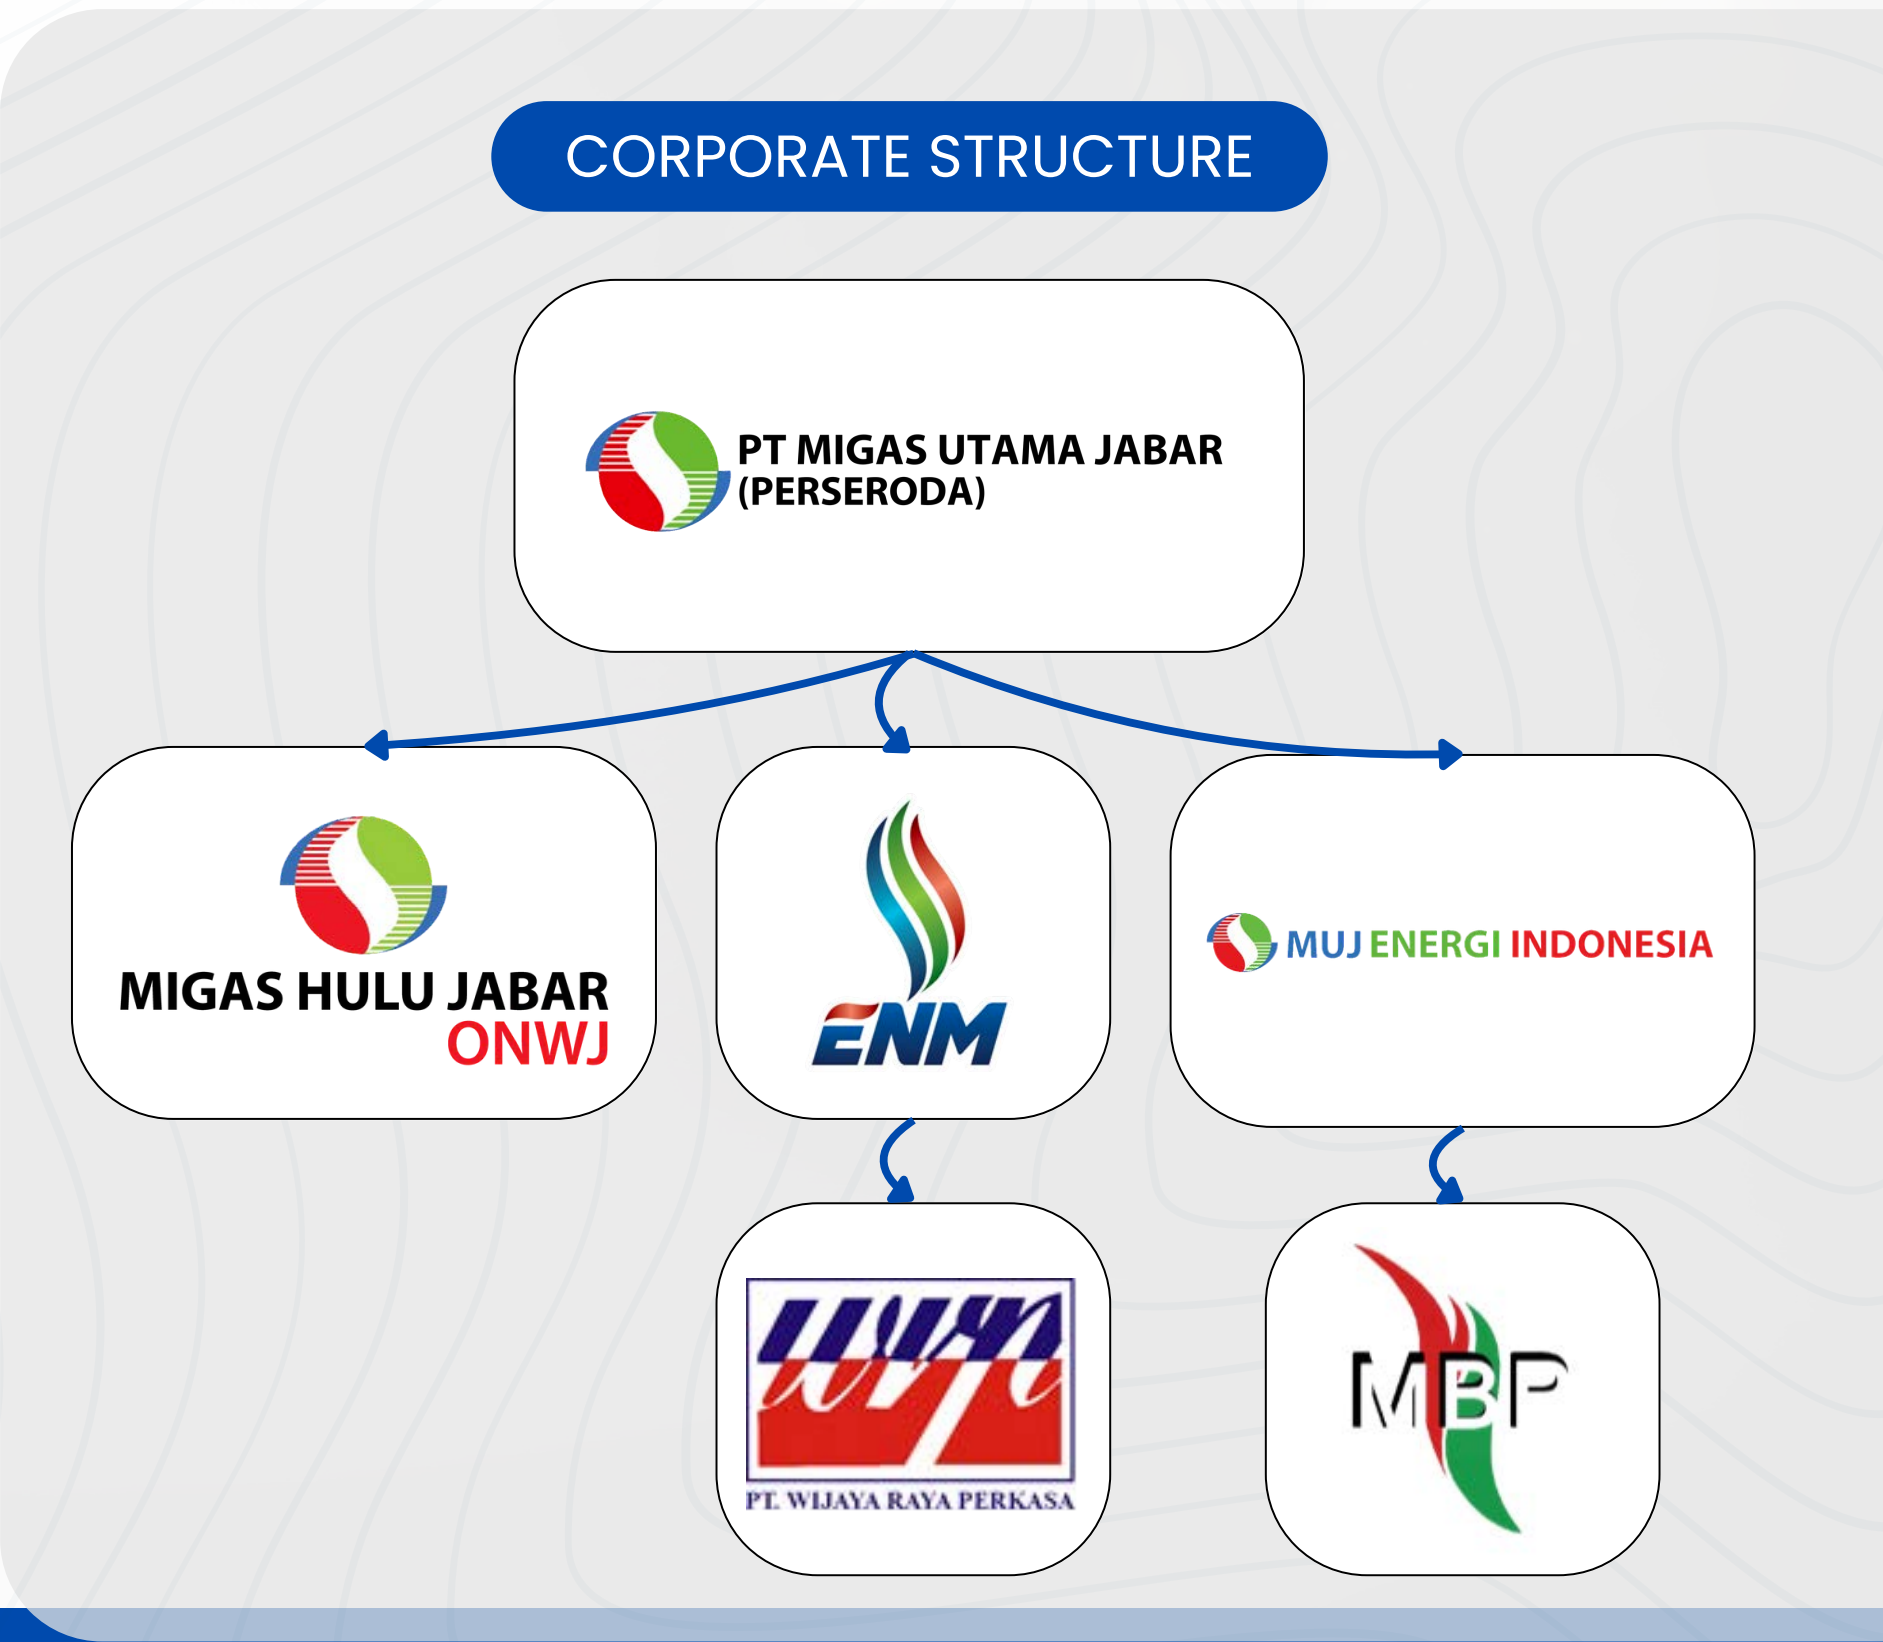 CORPORATE STRUCTURE
PT MIGAS UTAMA JABAR
(PERSERODA)
MIGAS HULU JABAR
ONWJ
ENM
MUJ ENERGI INDONESIA
wrp
PT. WIJAYA RAYA PERKASA
MBP